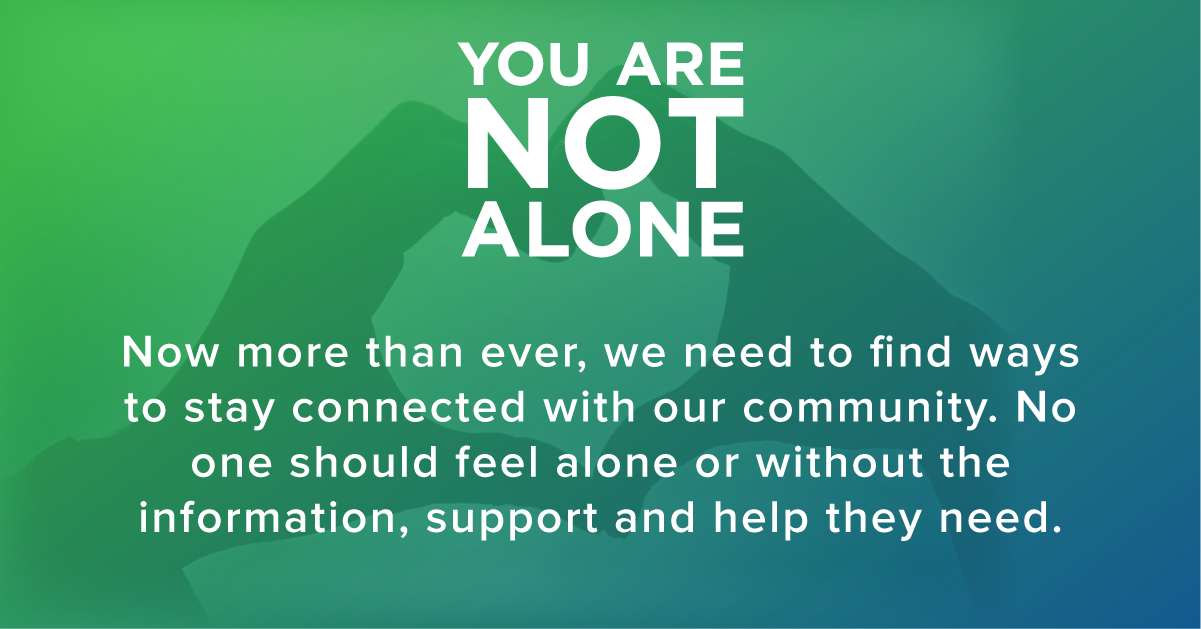 YOU ARE
NOT
ALONE
Now more than ever, we need to find ways
to stay connected with our community. No
one should feel alone or without the
information, support and help they need.